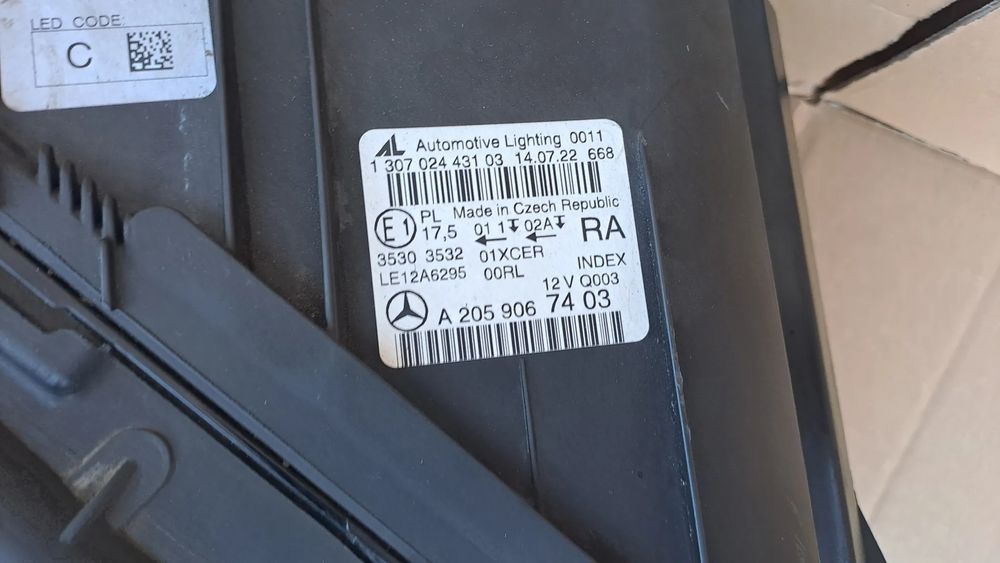 LED CODE:
C
AL Automotive Lighting 0011
1 307 024 431 03 14.07.22 668
Made in Czech Republic
E1 PL 17,5 01 1 02A RA
3530 3532 01XCER
LE12A6295 00RL INDEX
12 V Q003
A 205 906 74 03